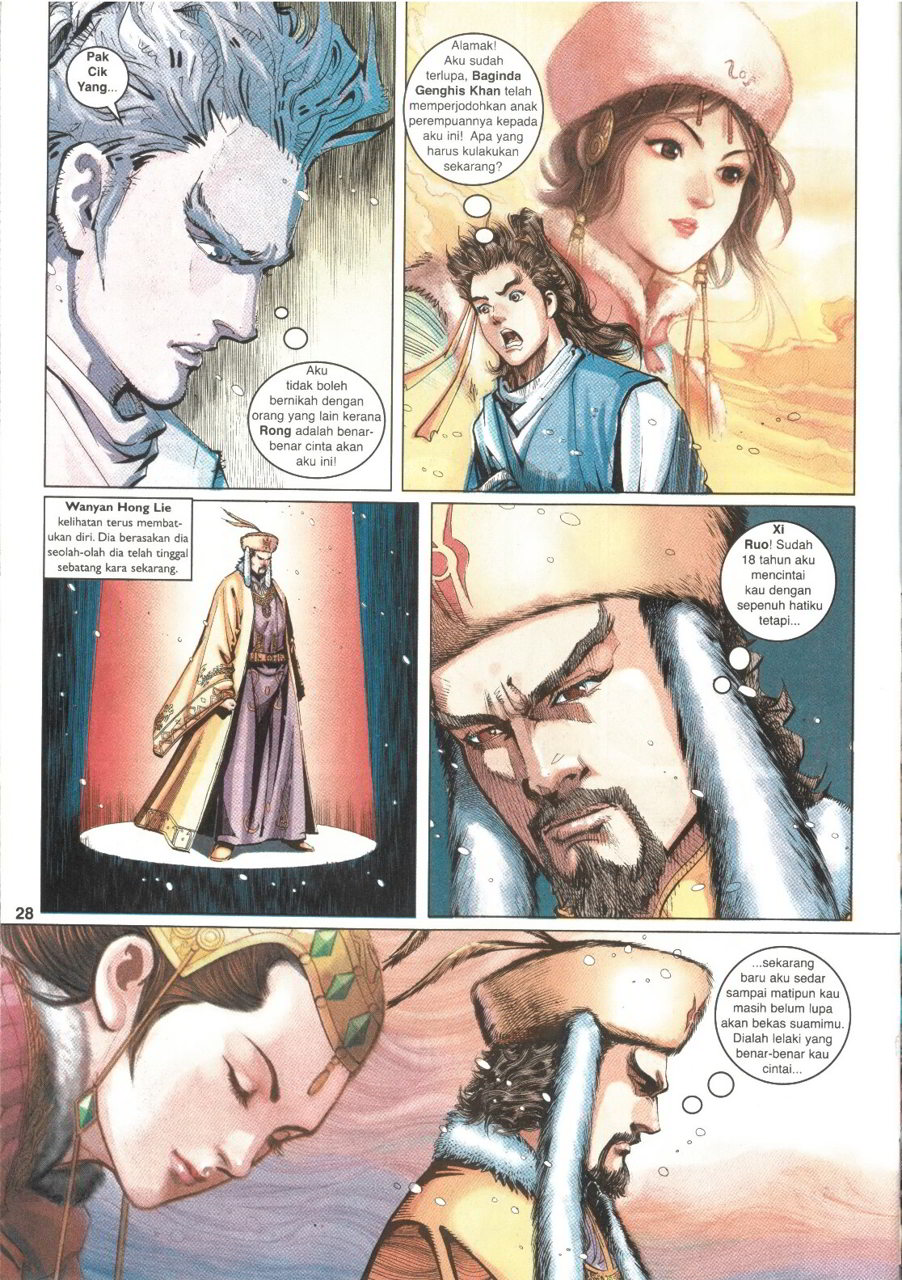 Pak
Cik
Yang...
Aku
tidak boleh
bernikah dengan
orang yang lain kerana
Rong adalah benar-
benar cinta akan
aku ini!
Alamak!
Aku sudah
terlupa, Baginda
Genghis Khan telah
memperjodohkan anak
perempuannya kepada
aku ini! Apa yang
harus kulakukan
sekarang?
Wanyan Hong Lie
kelihatan terus membat-
ukan diri. Dia berasakan dia
seolah-olah dia telah tinggal
sebatang kara sekarang.
Xi
Ruo! Sudah
18 tahun aku
mencintai
kau dengan
sepenuh hatiku
tetapi...
28
...sekarang
baru aku sedar
sampai matipun kau
masih belum lupa
akan bekas suamimu.
Dialah lelaki yang
benar-benar kau
cintai...